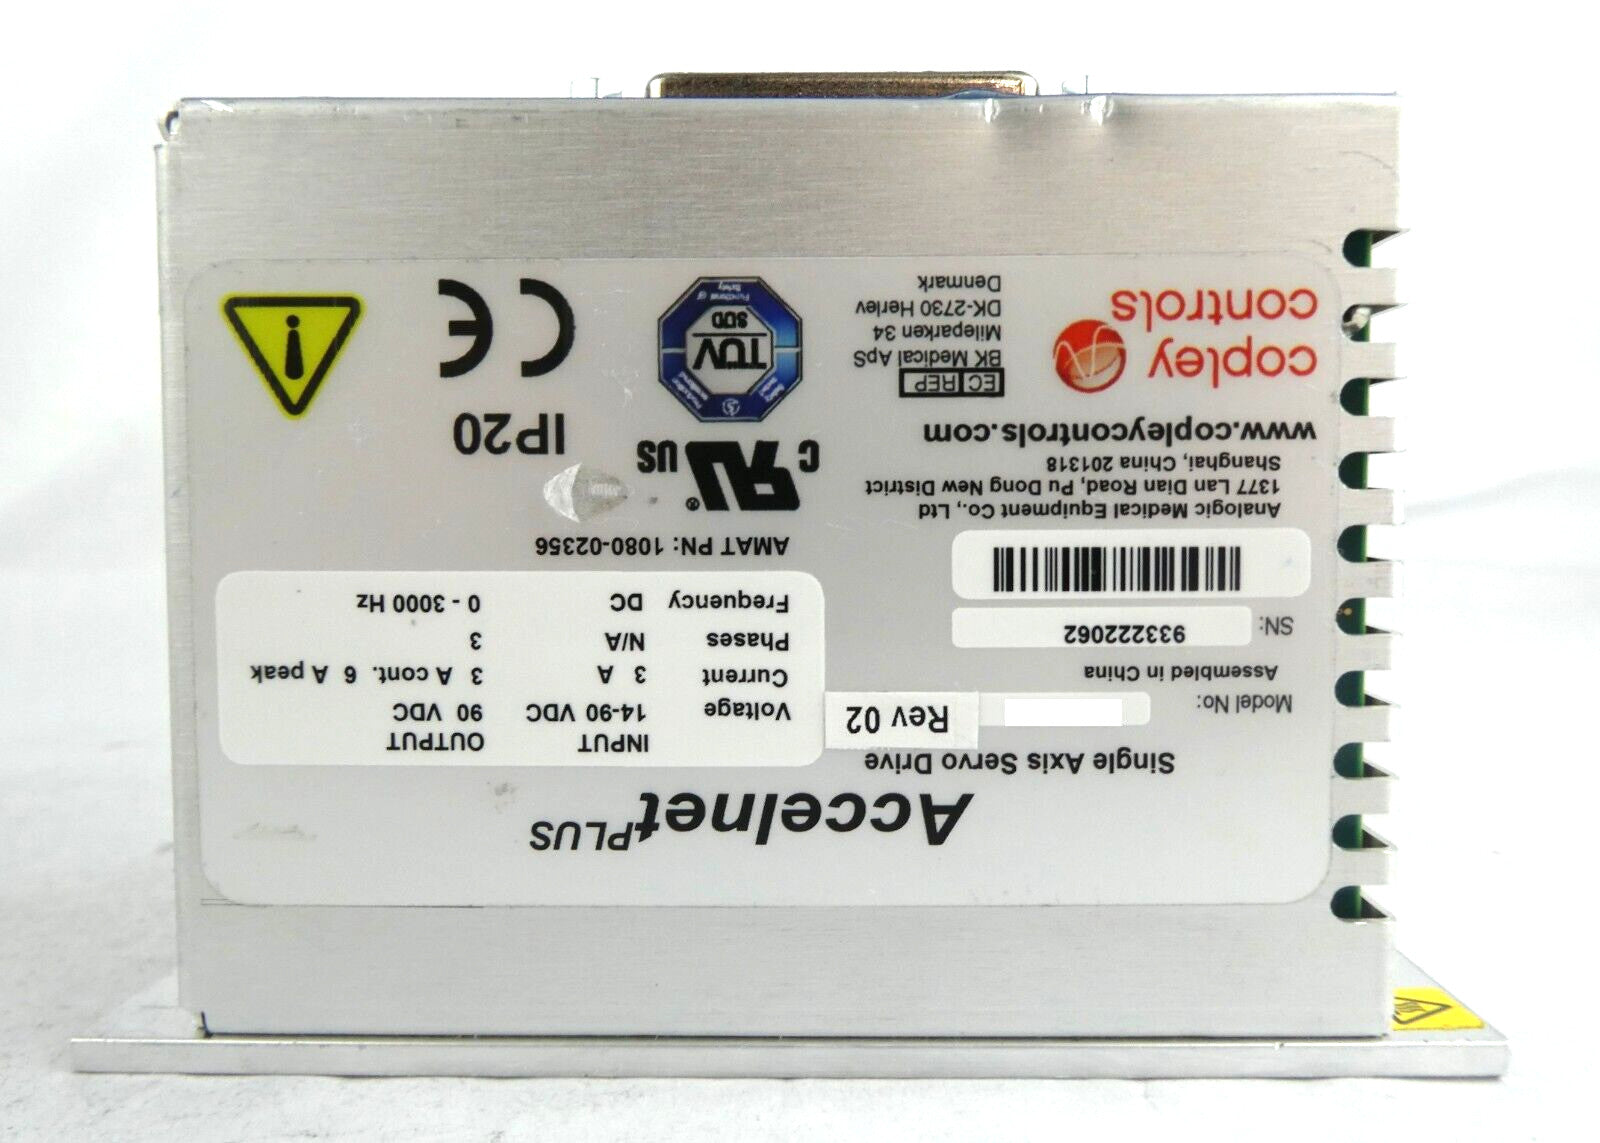 Accelnet PLUS
Single Axis Servo Drive
Model No:
Rev 02
Assembled in China
SN: 933222062
INPUT OUTPUT
Voltage 14-90 VDC 90 VDC
Current 3 A 3 A cont. 6 A peak
Phases N/A 3
Frequency DC 0 - 3000 Hz
AMAT PN: 1080-02356
Analogic Medical Equipment Co., Ltd
1377 Lan Dian Road, Pu Dong New District
Shanghai, China 201318
www.copleycontrols.com
copley
controls
EC REP
BK Medical ApS
Mileparken 34
DK-2730 Herlev
Denmark
C UR US
®
IP20
TÜV
SÜD
Functional
Safety
CE